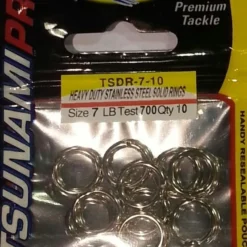 Premium
Tackle
TSUNAMI PR
TSDR-7-10
HEAVY DUTY STAINLESS STEEL SOLID RINGS
Size 7 LB Test 700 Qty 10
HANDY RESEALABLE